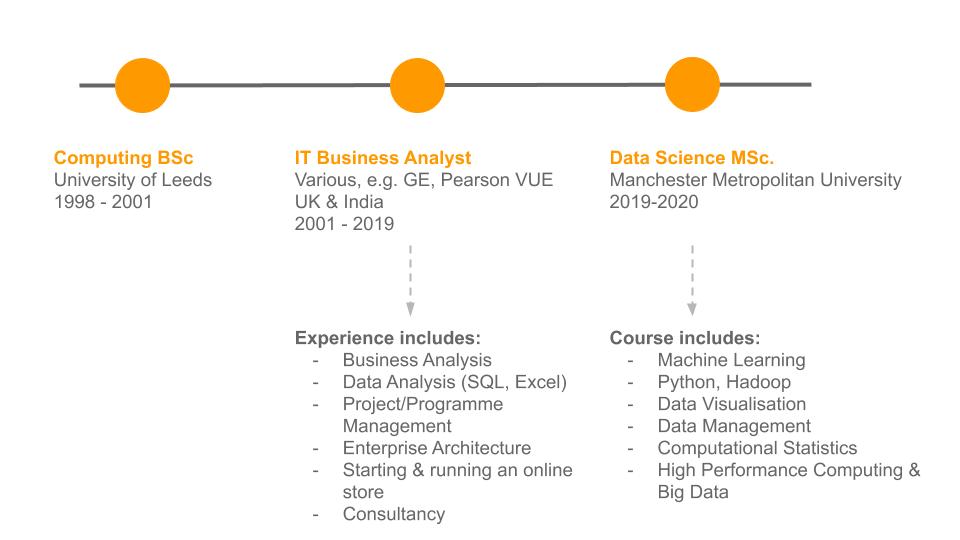 Computing BSc
University of Leeds
1998 - 2001
IT Business Analyst
Various, e.g. GE, Pearson VUE
UK & India
2001 - 2019
Data Science MSc.
Manchester Metropolitan University
2019-2020
Experience includes:
- Business Analysis
- Data Analysis (SQL, Excel)
- Project/Programme
Management
- Enterprise Architecture
- Starting & running an online
store
- Consultancy
Course includes:
- Machine Learning
- Python, Hadoop
- Data Visualisation
- Data Management
- Computational Statistics
- High Performance Computing &
Big Data